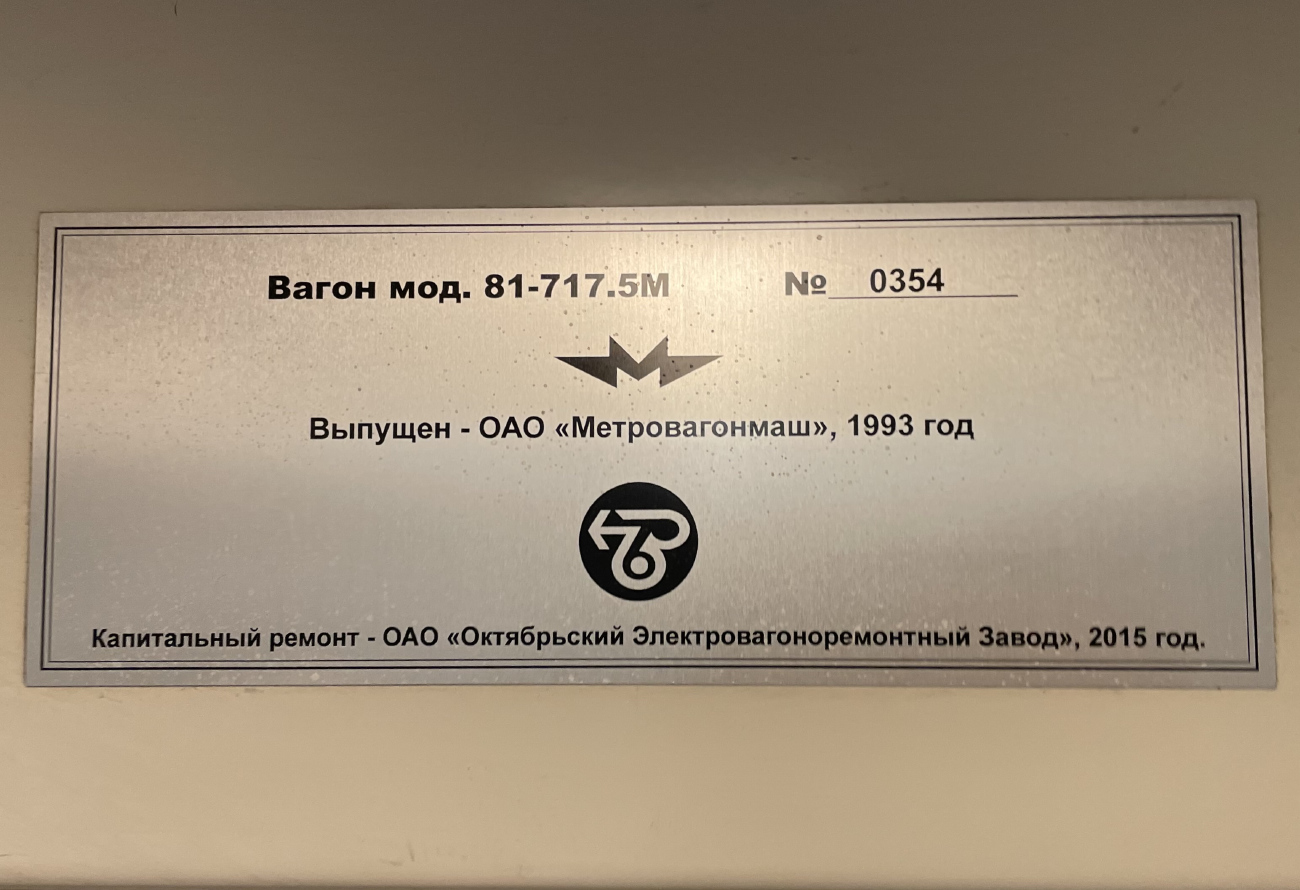 Вагон мод. 81-717.5М № 0354
Выпущен - ОАО «Метровагонмаш», 1993 год
Капитальный ремонт - ОАО «Октябрьский Электровагоноремонтный Завод», 2015 год.